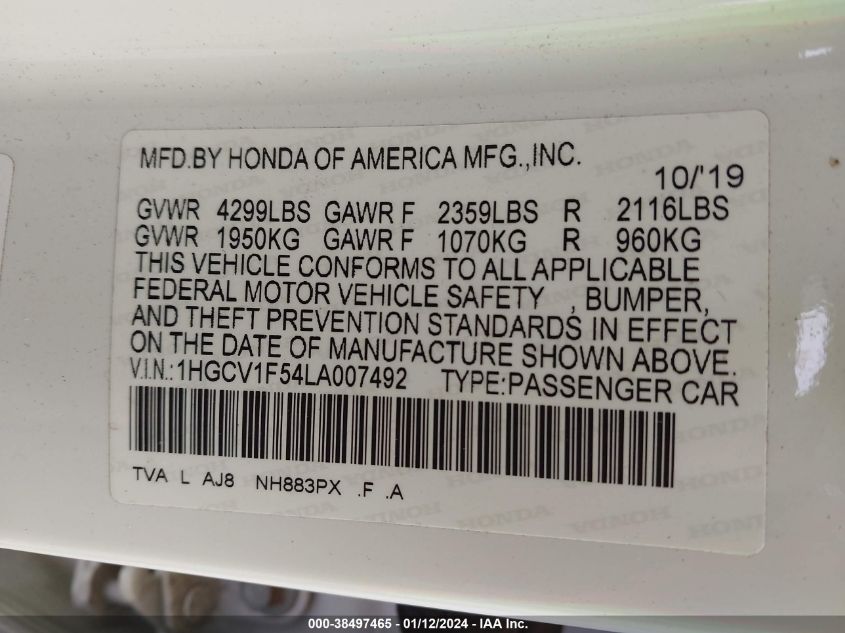 MFD.BY HONDA OF AMERICA MFG.,INC.
10/'19
GVWR 4299LBS GAWR F 2359LBS R 2116LBS
GVWR 1950KG GAWR F 1070KG R 960KG
THIS VEHICLE CONFORMS TO ALL APPLICABLE
FEDERAL MOTOR VEHICLE SAFETY , BUMPER,
AND THEFT PREVENTION STANDARDS IN EFFECT
ON THE DATE OF MANUFACTURE SHOWN ABOVE.
V.I.N.:1HGCV1F54LA007492 TYPE:PASSENGER CAR
TVA L AJ8 NH883PX .F .A
000-38497465 - 01/12/2024 - IAA Inc.